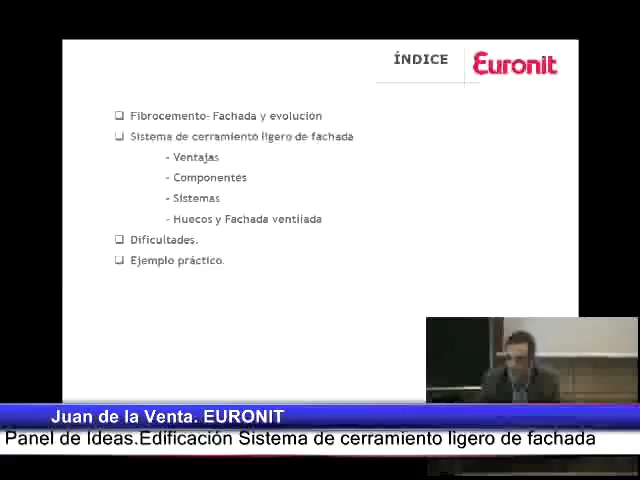 ÍNDICE
Euronit
Fibrocemento- Fachada y evolución
Sistema de cerramiento ligero de fachada
- Ventajas
- Componentes
- Sistemas
- Huecos y Fachada ventilada
Dificultades.
Ejemplo práctico.
Juan de la Venta. EURONIT
Panel de Ideas.Edificación Sistema de cerramiento ligero de fachada